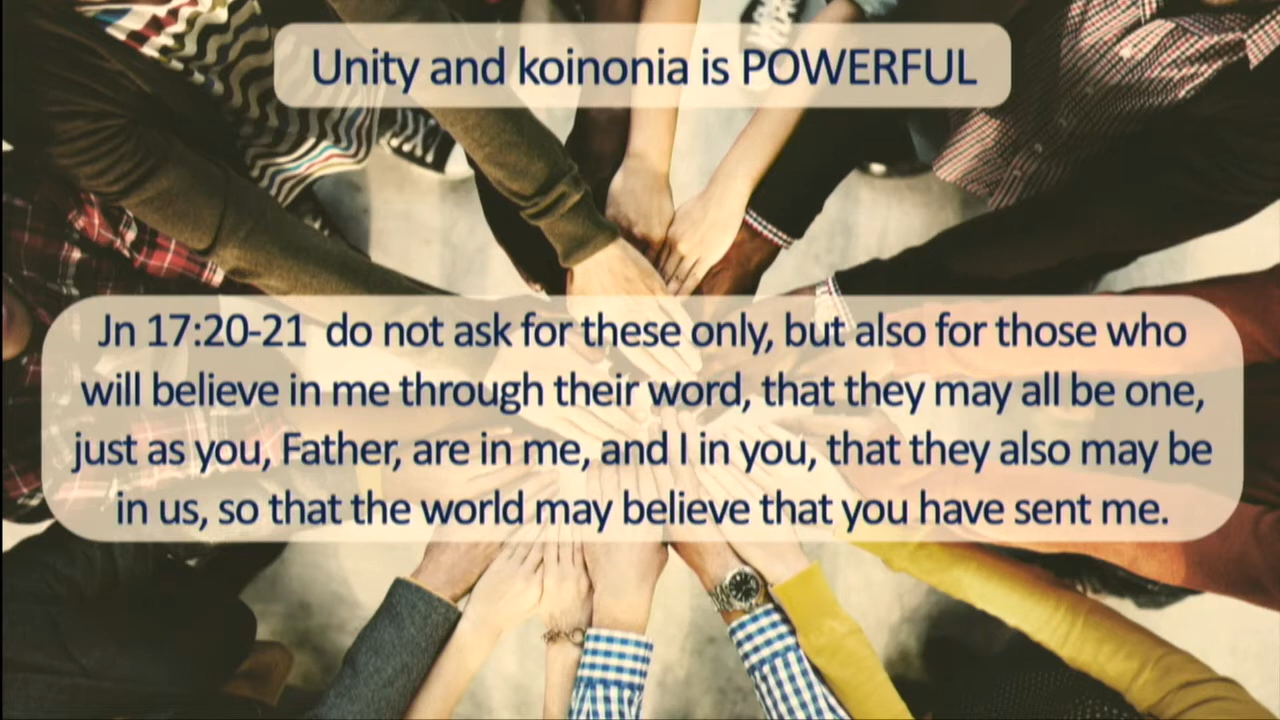 Unity and koinonia is POWERFUL
Jn 17:20-21  do not ask for these only, but also for those who
will believe in me through their word, that they may all be one,
just as you, Father, are in me, and I in you, that they also may be
in us, so that the world may believe that you have sent me.